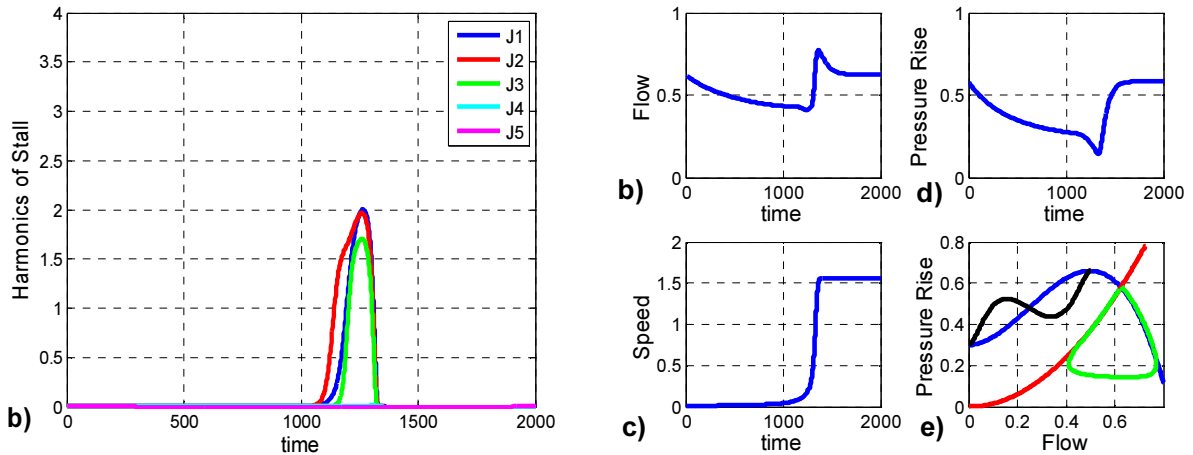 4
3.5
3
2.5
2
1.5
1
0.5
0
Harmonics of Stall
J1
J2
J3
J4
J5
0 500 1000 1500 2000
time
b)
1
0.5
0
Flow
0 1000 2000
time
b)
1
0.5
0
Pressure Rise
0 1000 2000
time
d)
2
1.5
1
0.5
0
Speed
0 1000 2000
time
c)
0.8
0.6
0.4
0.2
0
Pressure Rise
0 0.2 0.4 0.6
Flow
e)